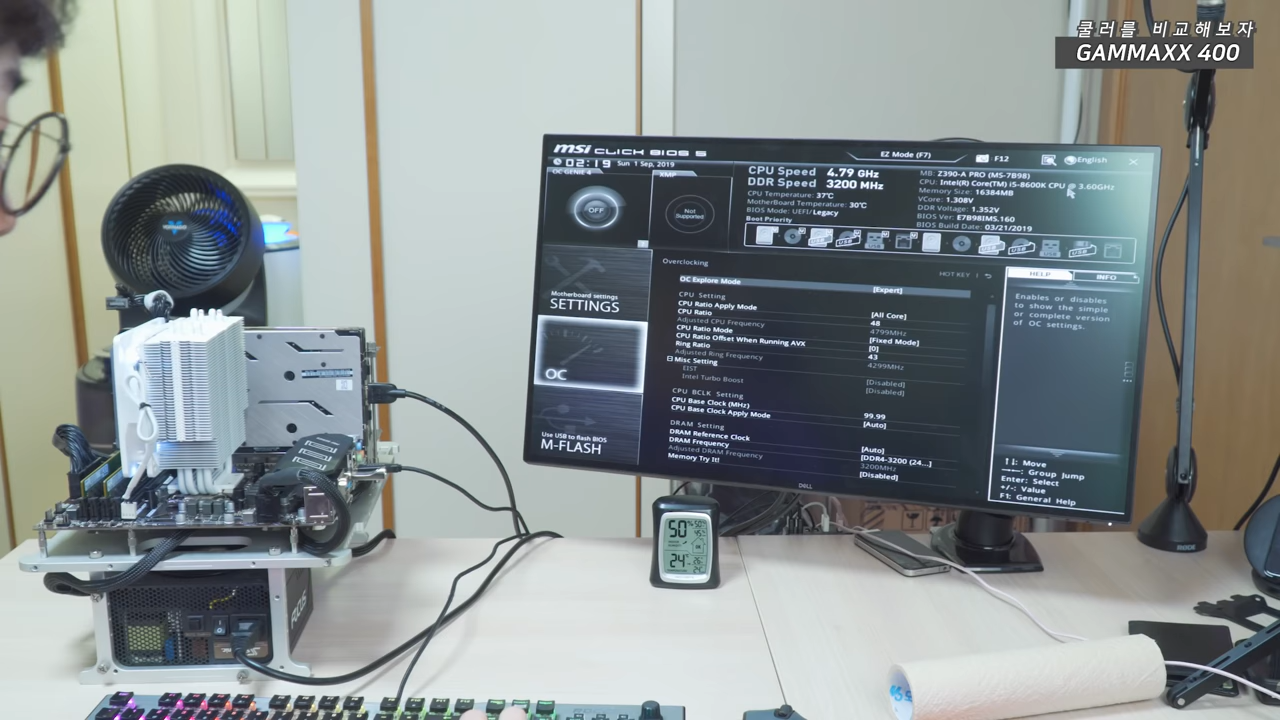 쿨러를 비교해보자
GAMMAXX 400
msi CLICK BIOS 5
EZ Mode (F7)
F12
English
02:19 Sun 1 Sep, 2019
OC GENIE 4
XMP
OFF
Not Supported
CPU Speed 4.79 GHz
DDR Speed 3200 MHz
CPU Temperature: 37℃
MotherBoard Temperature: 30℃
BIOS Mode: UEFI/Legacy
Boot Priority
MB: Z390-A PRO (MS-7B98)
CPU: Intel(R) Core(TM) i5-8600K CPU @ 3.60GHz
Memory Size: 16384MB
VCore: 1.308V
DDR Voltage: 1.352V
BIOS Ver: E7B98IMS.160
BIOS Build Date: 03/21/2019
Motherboard settings
SETTINGS
OC
Use USB to flash BIOS
M-FLASH
Overclocking
HOT KEY
OC Explore Mode [Expert]
CPU Setting
CPU Ratio Apply Mode [All Core]
CPU Ratio 48
Adjusted CPU Frequency 4799MHz
CPU Ratio Mode [Fixed Mode]
CPU Ratio Offset When Running AVX [0]
Ring Ratio 43
Adjusted Ring Frequency 4299MHz
Misc Setting
EIST [Disabled]
Intel Turbo Boost [Disabled]
CPU BCLK Setting
CPU Base Clock (MHz) 99.99
CPU Base Clock Apply Mode [Auto]
DRAM Setting
DRAM Reference Clock [Auto]
DRAM Frequency [DDR4-3200 (24...]
Adjusted DRAM Frequency 3200MHz
Memory Try It! [Disabled]
HELP
INFO
Enables or disables
to show the simple
or complete version
of OC settings.
↑↓: Move
Group Jump
Enter: Select
+/-: Value
F1: General Help
DELL
50%
24
FOCUS
RODE